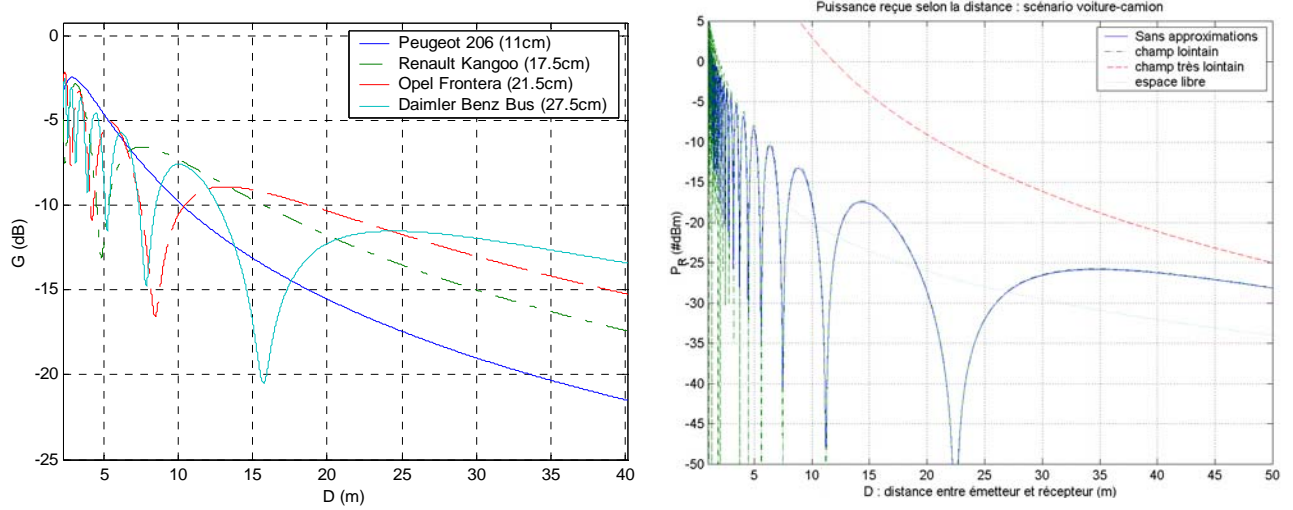 0
-5
-10
-15
-20
-25
G (dB)
5
10
15
20
25
30
35
40
D (m)
Peugeot 206 (11cm)
Renault Kangoo (17.5cm)
Opel Frontera (21.5cm)
Daimler Benz Bus (27.5cm)
Puissance reçue selon la distance : scénario voiture-camion
5
0
-5
-10
-15
-20
-25
-30
-35
-40
-45
-50
P_R (#dBm)
5
10
15
20
25
30
35
40
45
50
D : distance entre émetteur et récepteur (m)
Sans approximations
champ lointain
champ très lointain
espace libre